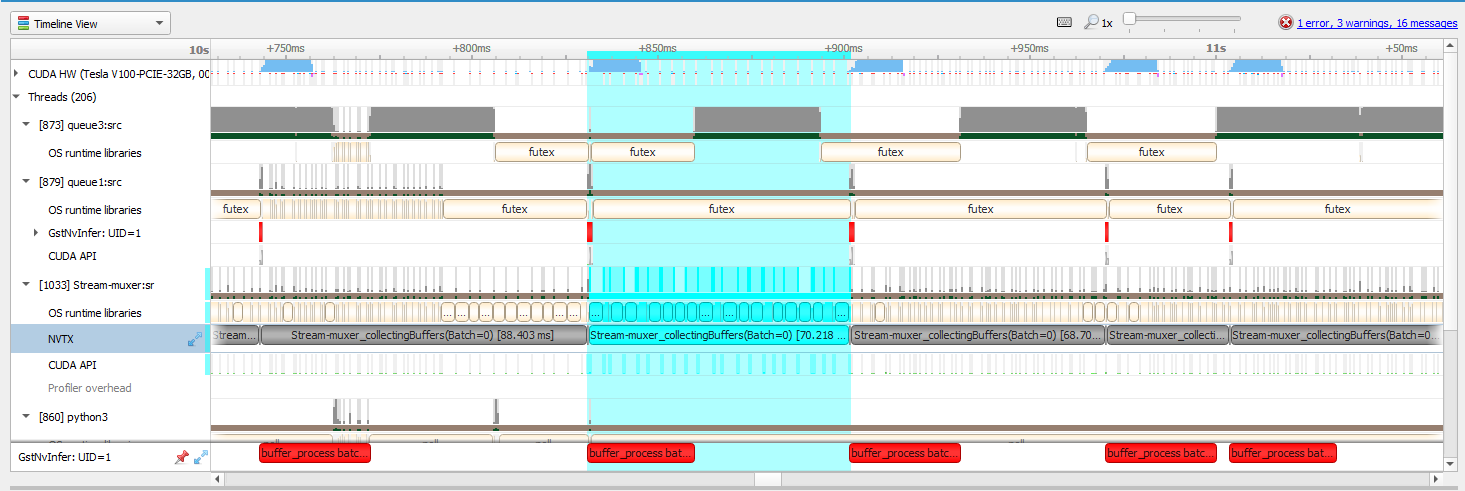 Timeline View 1x 1 error, 3 warnings, 16 messages
10s +750ms +800ms +850ms +900ms +950ms 11s +50ms
CUDA HW (Tesla V100-PCIE-32GB, 00
Threads (206)
[873] queue3:src
OS runtime libraries futex futex futex futex
[879] queue1:src
OS runtime libraries futex futex futex futex futex futex
GstNvInfer: UID=1
CUDA API
[1033] Stream-muxer:sr
OS runtime libraries ... ... ... ... ... ... ... ... ... ... ...
NVTX Stream... Stream-muxer_collectingBuffers(Batch=0) [88.403 ms] Stream-muxer_collectingBuffers(Batch=0) [70.218 ... Stream-muxer_collectingBuffers(Batch=0) [68.70... Stream-muxer_collecti... Stream-muxer_collectingBuffers(Batch=0...
CUDA API
Profiler overhead
[860] python3
GstNvInfer: UID=1 buffer_process batc... buffer_process batc... buffer_process batc... buffer_process batc... buffer_process batc...